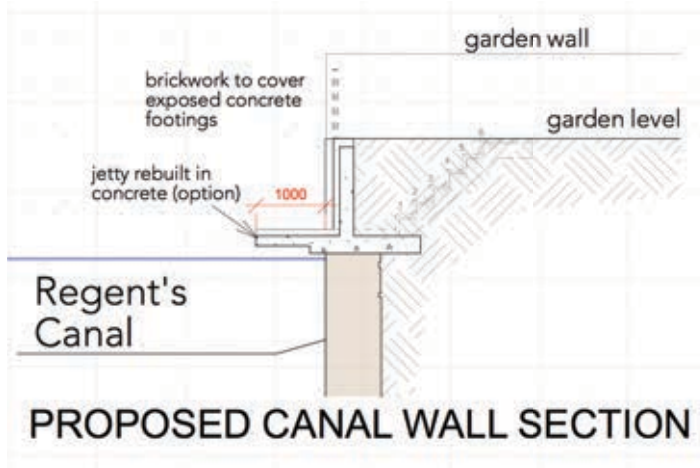 garden wall
brickwork to cover
exposed concrete
footings
garden level
jetty rebuilt in
concrete (option)
1000
Regent's
Canal
PROPOSED CANAL WALL SECTION